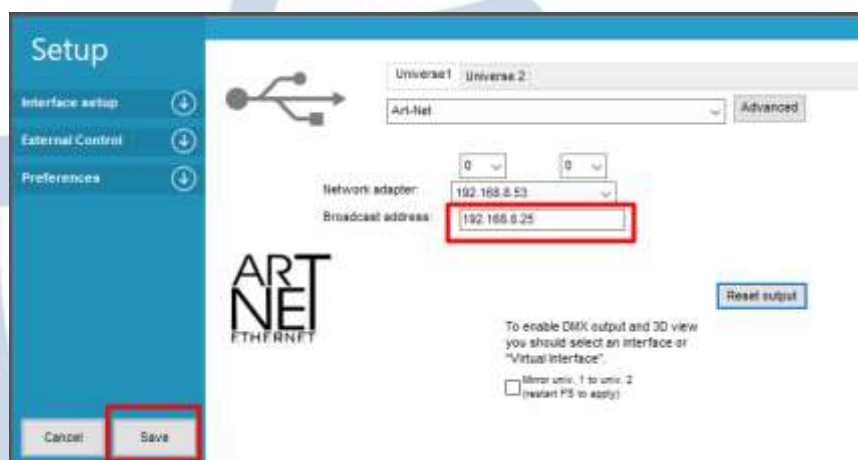 Setup
Interface setup
External Control
Preferences
Universe1 Universe 2
Art-Net Advanced
0 0
Network adapter: 192.168.8.53
Broadcast address 192.168.8.25
ART
NET
ETHERNET
Reset output
To enable DMX output and 3D view
you should select an interface or
"Virtual Interface".
Mirror univ. 1 to univ. 2
(restart PS to apply)
Cancel Save